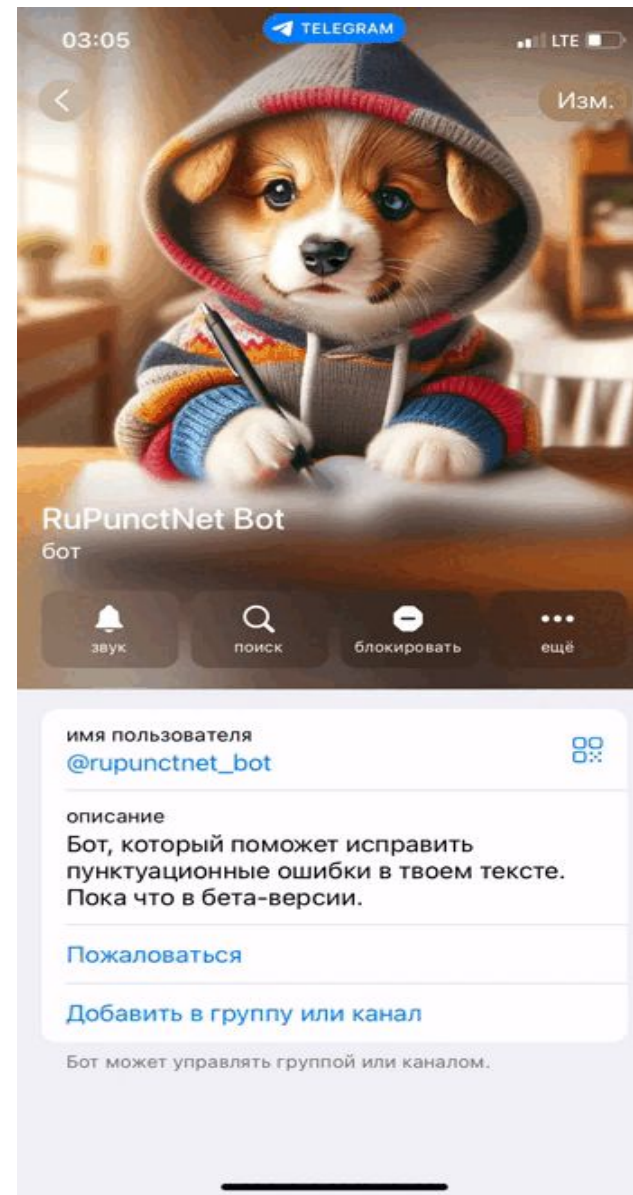 03:05
TELEGRAM
LTE
Изм.
RuPunctNet Bot
бот
звук
поиск
блокировать
ещё
имя пользователя
@rupunctnet_bot
описание
Бот, который поможет исправить
пунктуационные ошибки в твоем тексте.
Пока что в бета-версии.
Пожаловаться
Добавить в группу или канал
Бот может управлять группой или каналом.